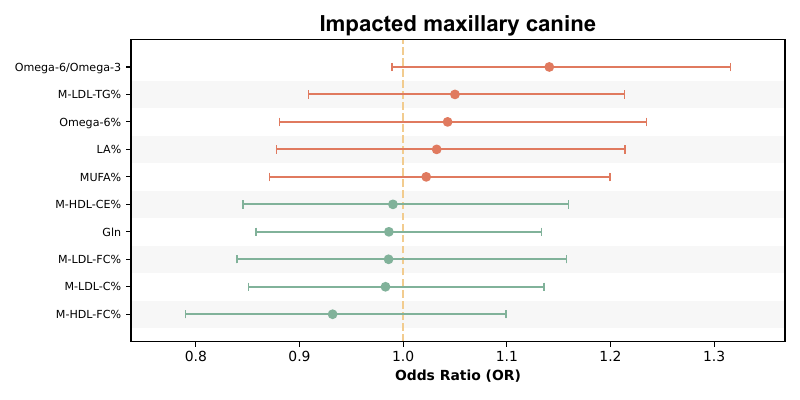 Impacted maxillary canine
Omega-6/Omega-3
M-LDL-TG%
Omega-6%
LA%
MUFA%
M-HDL-CE%
Gln
M-LDL-FC%
M-LDL-C%
M-HDL-FC%
0.8 0.9 1.0 1.1 1.2 1.3
Odds Ratio (OR)